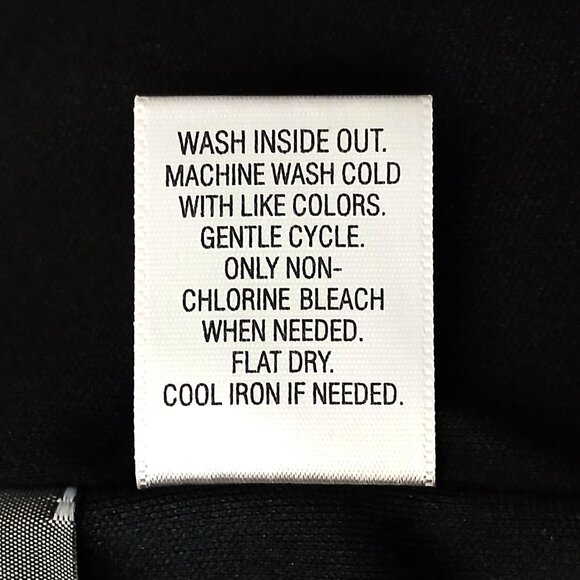 WASH INSIDE OUT.
MACHINE WASH COLD
WITH LIKE COLORS.
GENTLE CYCLE.
ONLY NON-
CHLORINE BLEACH
WHEN NEEDED.
FLAT DRY.
COOL IRON IF NEEDED.